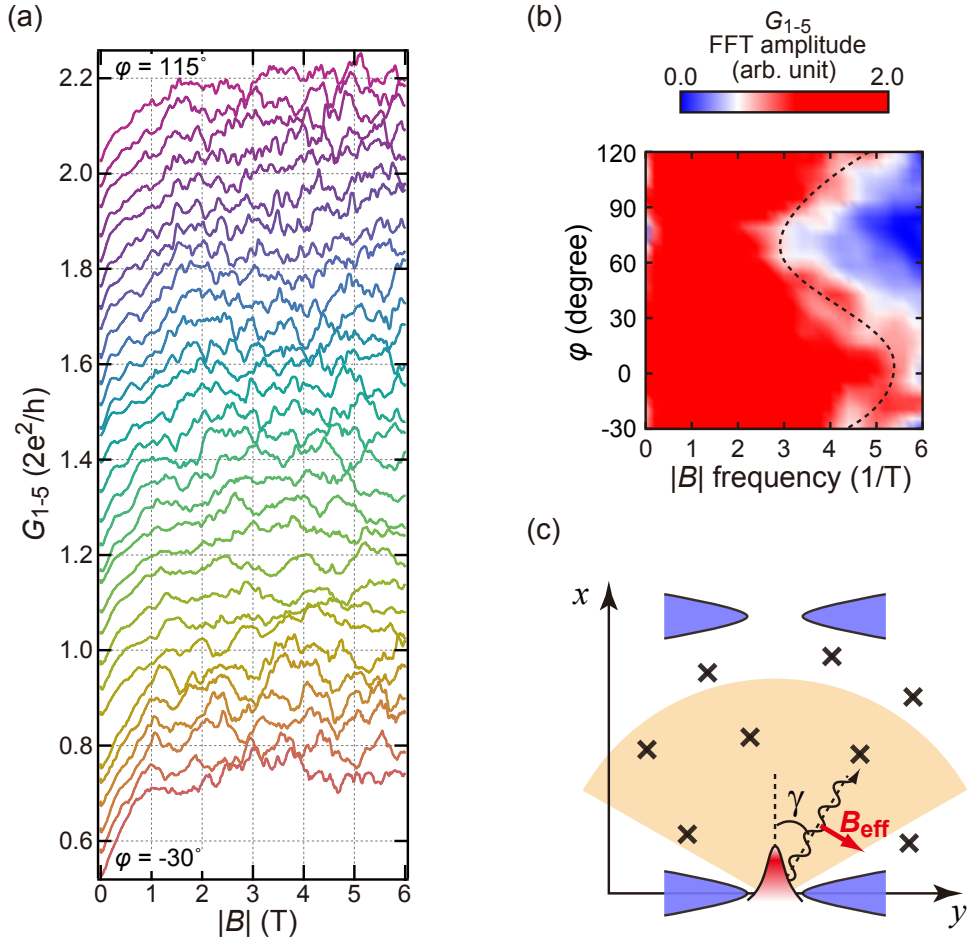 (a)
φ = 115°
2.2
2.0
1.8
1.6
1.4
1.2
1.0
0.8
0.6
G1-5 (2e²/h)
φ = -30°
0 1 2 3 4 5 6
|B| (T)
(b)
G1-5
FFT amplitude
(arb. unit)
0.0 2.0
120
90
60
30
0
-30
φ (degree)
0 1 2 3 4 5 6
|B| frequency (1/T)
(c)
x
γ
Beff
y